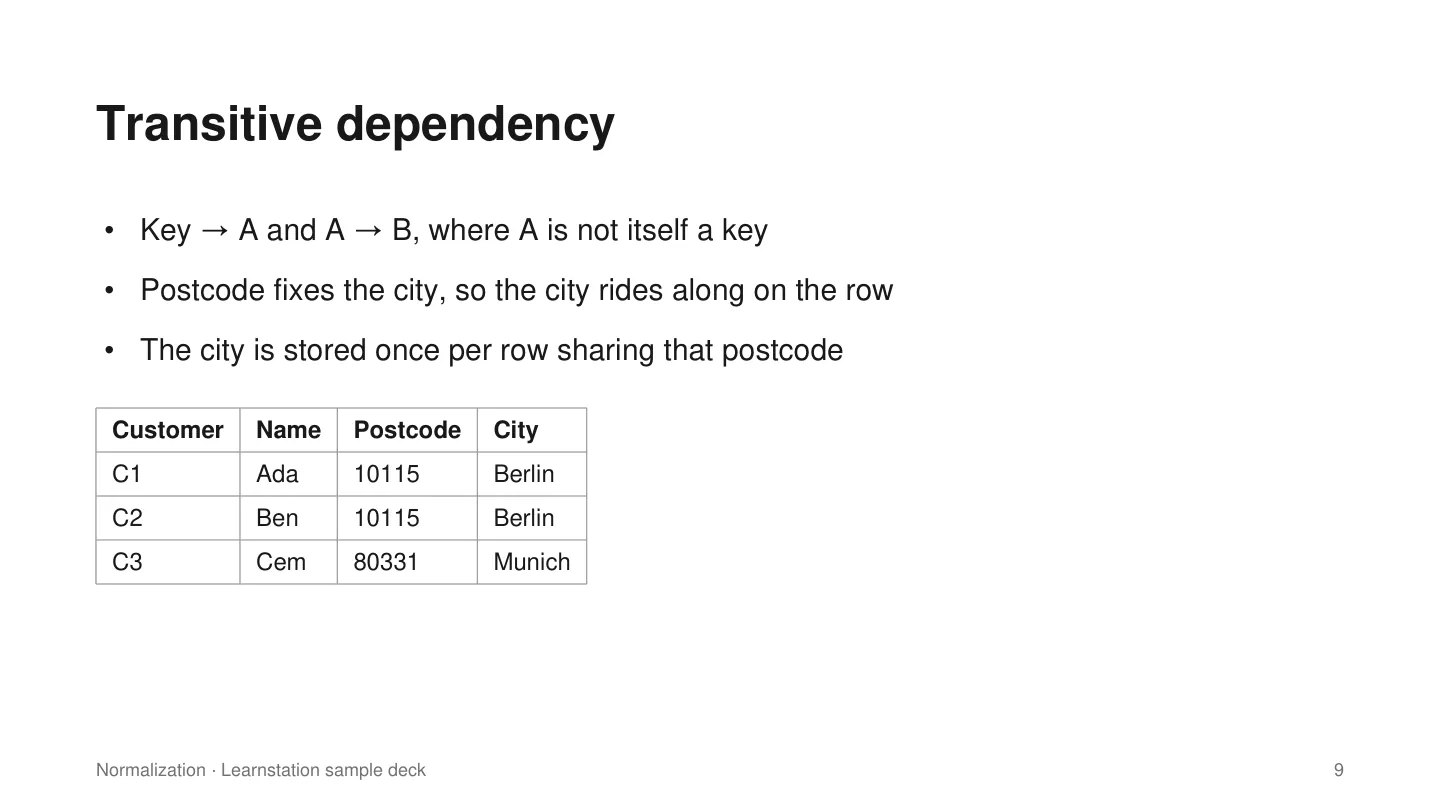 Transitive dependency
• Key → A and A → B, where A is not itself a key
• Postcode fixes the city, so the city rides along on the row
• The city is stored once per row sharing that postcode
Customer Name Postcode City
C1 Ada 10115 Berlin
C2 Ben 10115 Berlin
C3 Cem 80331 Munich
Normalization · Learnstation sample deck 9